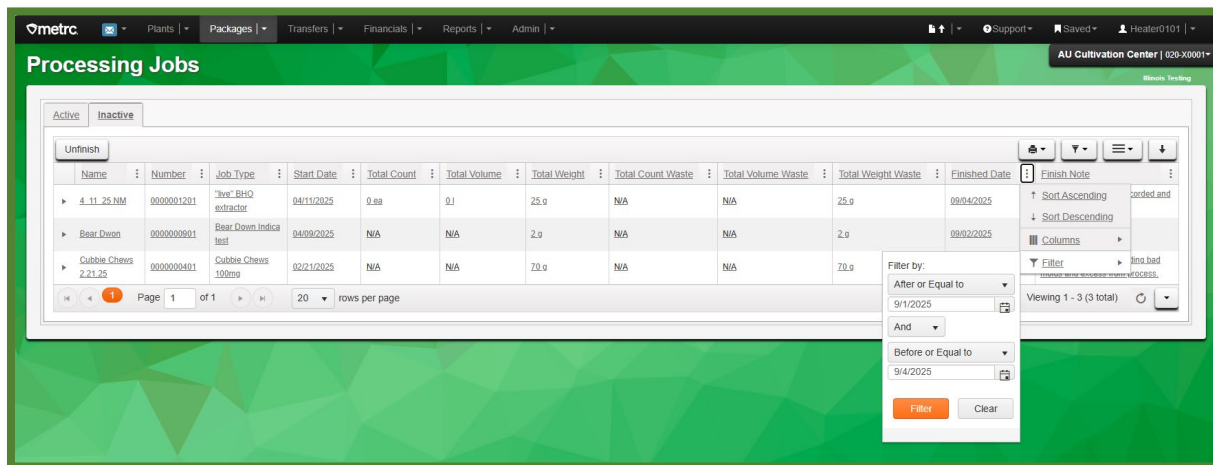 metrc. Plants Packages Transfers Financials Reports Admin Support Saved Heater0101
AU Cultivation Center | 020-X0001
Processing Jobs
Illinois Testing
Active Inactive
Unfinish
Name Number Job Type Start Date Total Count Total Volume Total Weight Total Count Waste Total Volume Waste Total Weight Waste Finished Date Finish Note
4_11_25 NM 0000001201 "live" BHO extractor 04/11/2025 0 ea 0 l 25 g N/A N/A 25 g 09/04/2025 corded and
Bear Dwon 0000000901 Bear Down Indica test 04/09/2025 N/A N/A 2 g N/A N/A 2 g 09/02/2025
Cubbie Chews 2.21.25 0000000401 Cubbie Chews 100mg 02/21/2025 N/A N/A 70 g N/A N/A 70 g ding bad
molds and excess from process.
Sort Ascending
Sort Descending
Columns
Filter
Filter by:
After or Equal to
9/1/2025
And
Before or Equal to
9/4/2025
Filter Clear
1 Page 1 of 1 20 rows per page Viewing 1 - 3 (3 total)